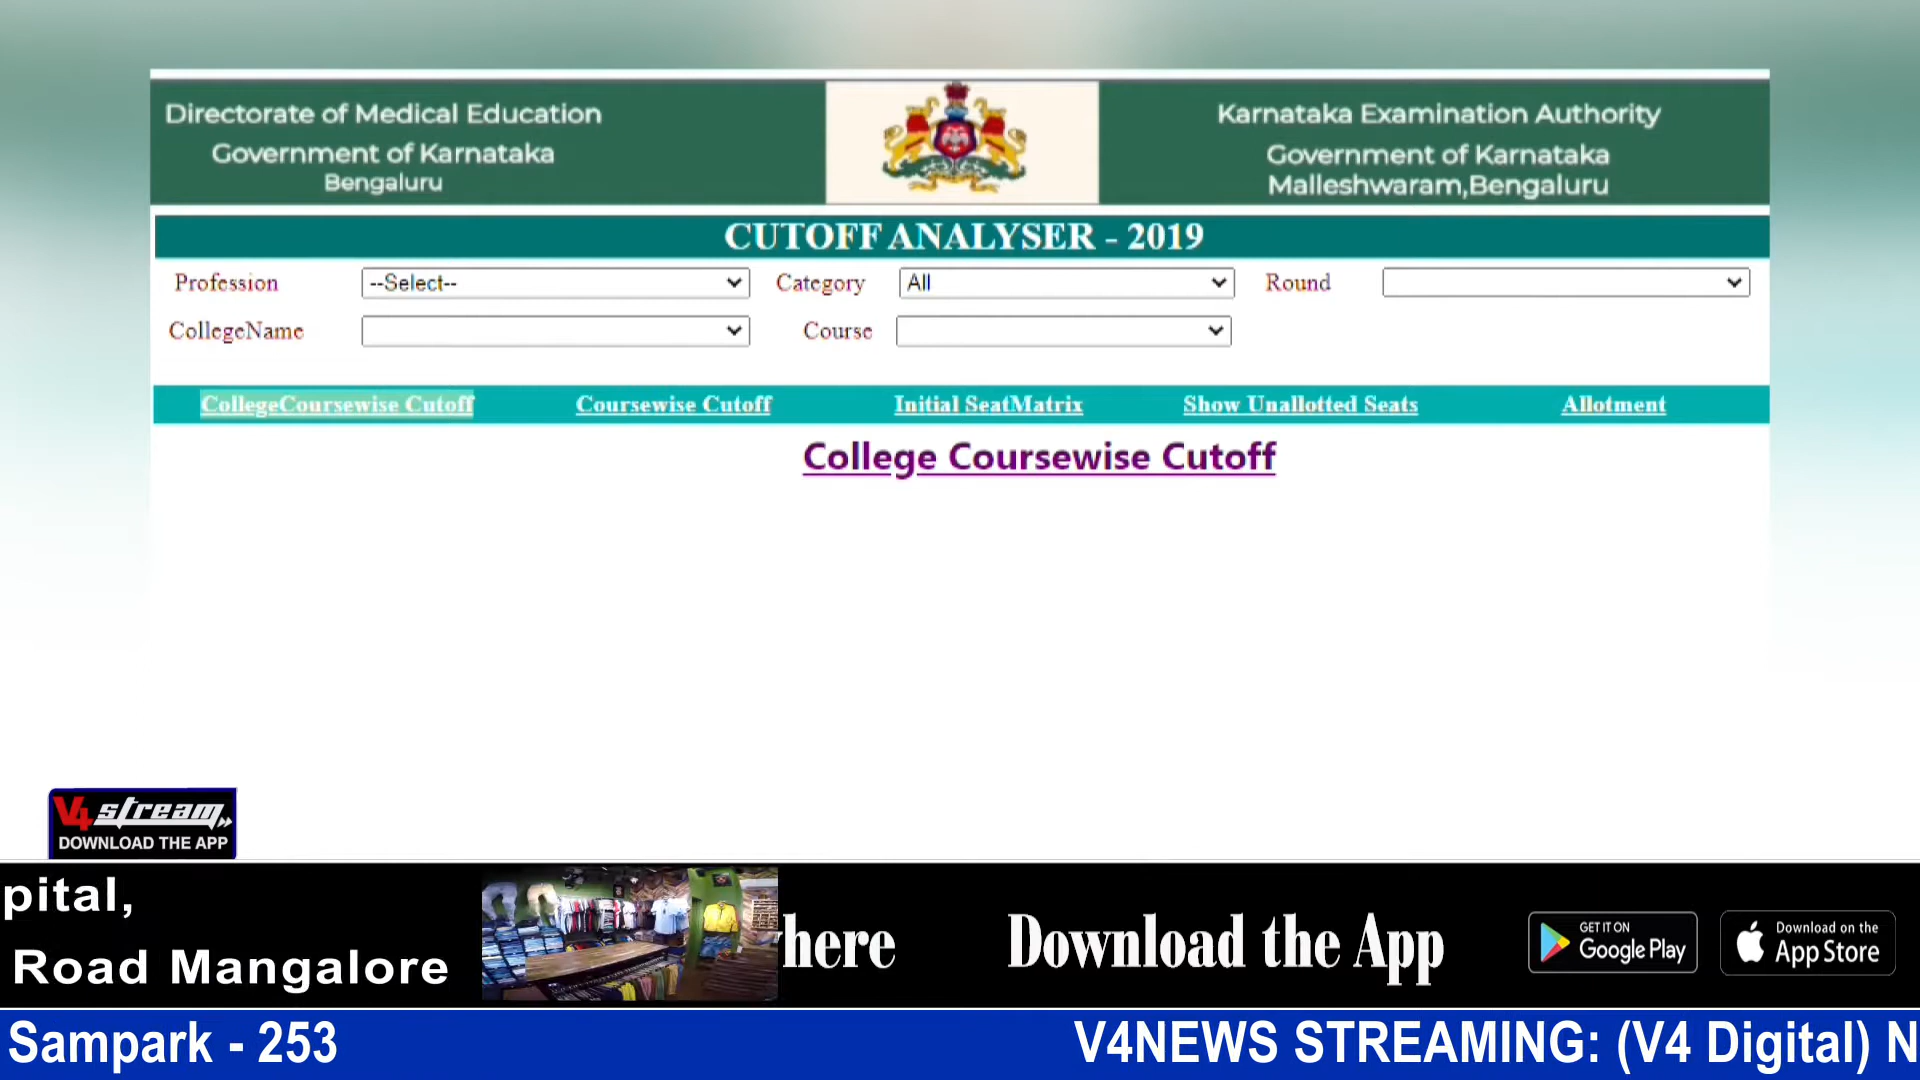 Directorate of Medical Education
Government of Karnataka
Bengaluru
Karnataka Examination Authority
Government of Karnataka
Malleshwaram,Bengaluru
CUTOFF ANALYSER - 2019
Profession --Select-- Category All Round
CollegeName Course
CollegeCoursewise Cutoff Coursewise Cutoff Initial SeatMatrix Show Unallotted Seats Allotment
College Coursewise Cutoff
V4 stream
DOWNLOAD THE APP
pital,
Road Mangalore
here Download the App
GET IT ON
Google Play
Download on the
App Store
Sampark - 253 V4NEWS STREAMING: (V4 Digital) N